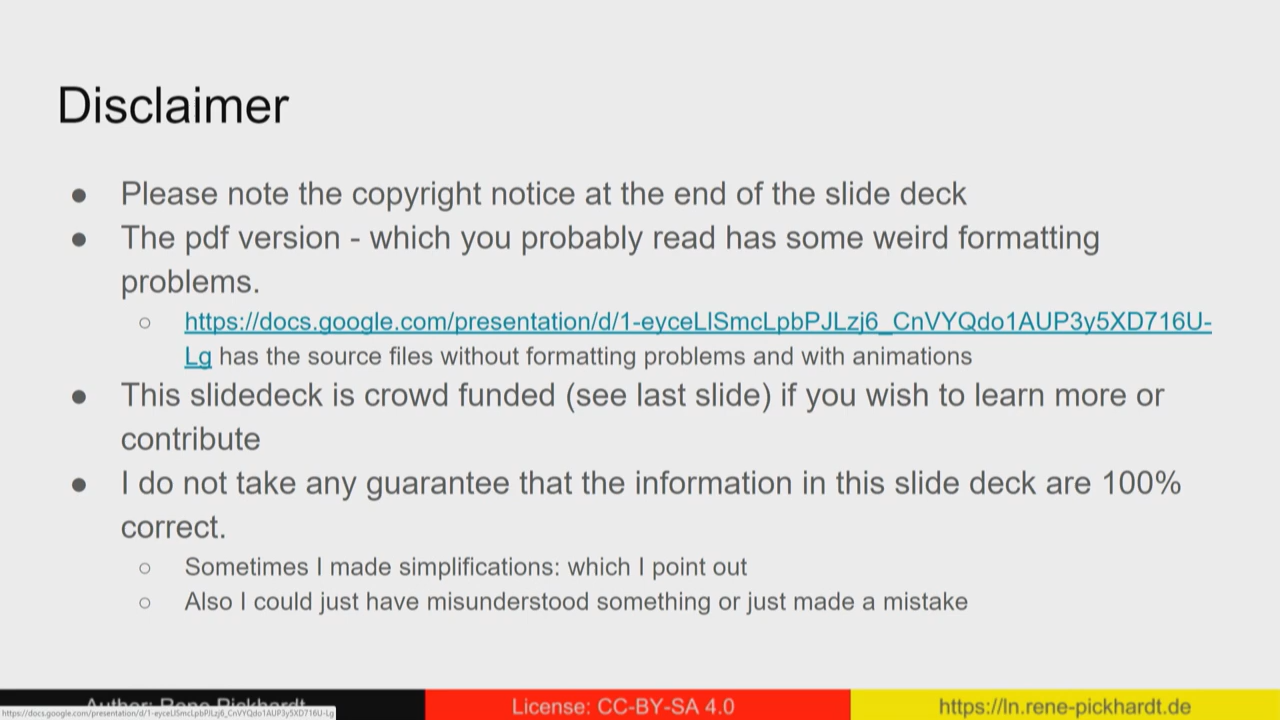 Disclaimer
● Please note the copyright notice at the end of the slide deck
● The pdf version - which you probably read has some weird formatting
problems.
○ https://docs.google.com/presentation/d/1-eyceLlSmcLpbPJLzj6_CnVYQdo1AUP3y5XD716U-
Lg has the source files without formatting problems and with animations
● This slidedeck is crowd funded (see last slide) if you wish to learn more or
contribute
● I do not take any guarantee that the information in this slide deck are 100%
correct.
○ Sometimes I made simplifications: which I point out
○ Also I could just have misunderstood something or just made a mistake
Author: Rene Pickhardt
License: CC-BY-SA 4.0
https://ln.rene-pickhardt.de
https://docs.google.com/presentation/d/1-eyceLlSmcLpbPJLzj6_CnVYQdo1AUP3y5XD716U-Lg